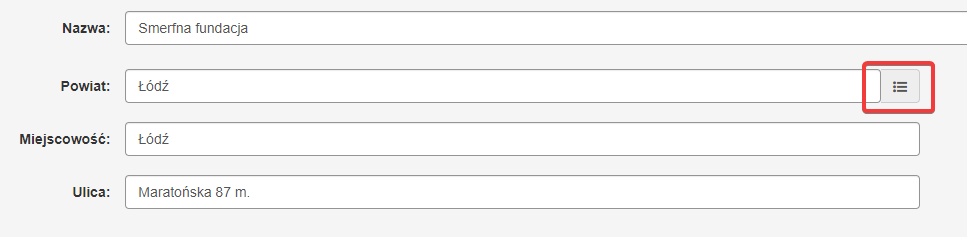 Nazwa: Smerfna fundacja
Powiat: Łódź
Miejscowość: Łódź
Ulica: Maratońska 87 m.